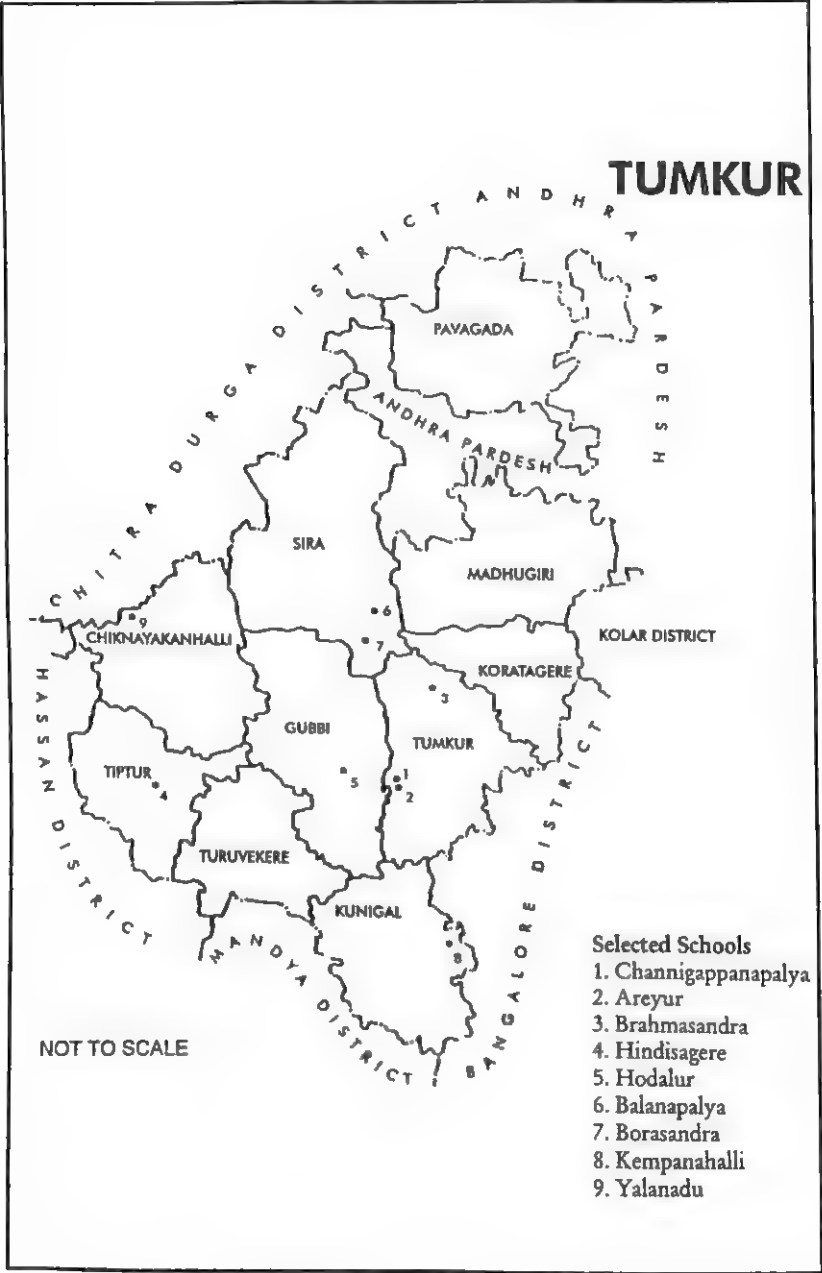 TUMKUR
CHITRA DURGA DISTRICT
ANDHRA PARDESH
PAVAGADA
ANDHRA PARDESH
SIRA
MADHUGIRI
6
9
CHIKNAYAKANHALLI
7
KOLAR DISTRICT
KORATAGERE
3
HASSAN DISTRICT
GUBBI
TUMKUR
TIPTUR
4
5
1
2
TURUVEKERE
KUNIGAL
8
MANDYA DISTRICT
BANGALORE DISTRICT
NOT TO SCALE
Selected Schools
1. Channigappanapalya
2. Areyur
3. Brahmasandra
4. Hindisagere
5. Hodalur
6. Balanapalya
7. Borasandra
8. Kempanahalli
9. Yalanadu